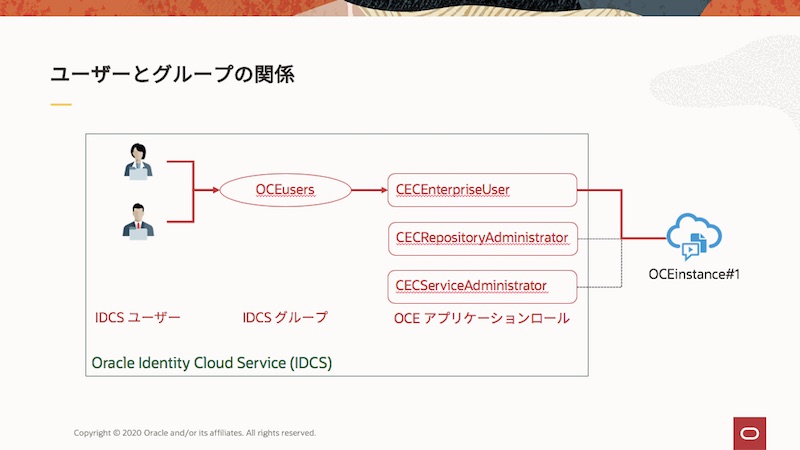 ユーザーとグループの関係
OCEusers
CECEnterpriseUser
CECRepositoryAdministrator
CECServiceAdministrator
OCEinstance#1
IDCS ユーザー
IDCS グループ
OCE アプリケーションロール
Oracle Identity Cloud Service (IDCS)
Copyright © 2020 Oracle and/or its affiliates. All rights reserved.